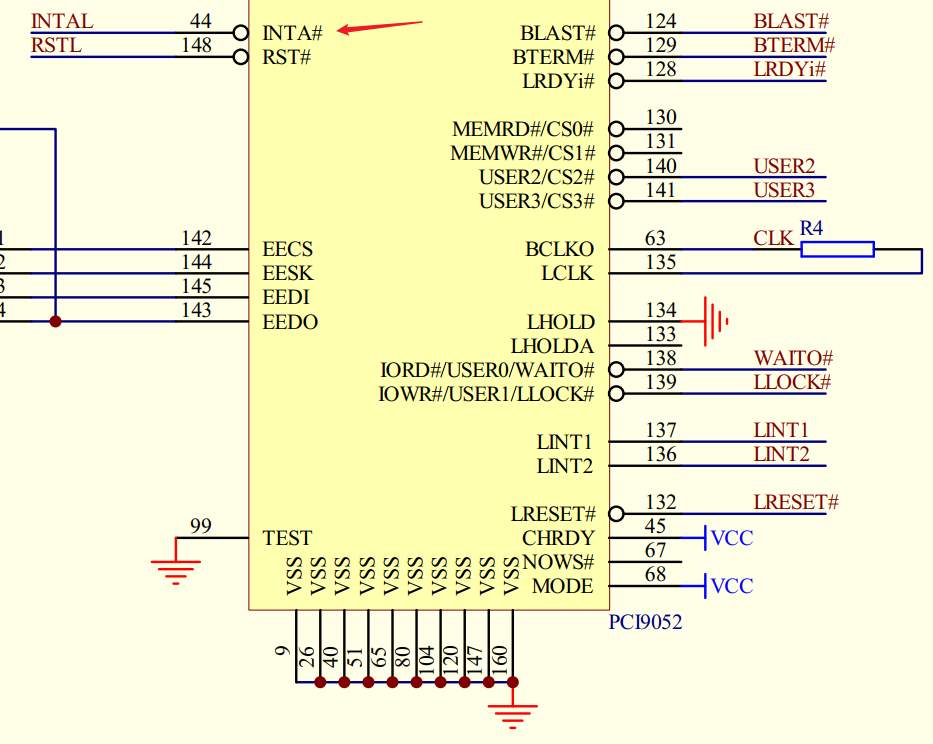 INTAL 44 INTA# BLAST# 124 BLAST#
RSTL 148 RST# BTERM# 129 BTERM#
LRDYi# 128 LRDYi#
MEMRD#/CS0# 130
MEMWR#/CS1# 131
USER2/CS2# 140 USER2
USER3/CS3# 141 USER3
R4
142 EECS BCLKO 63 CLK
144 EESK LCLK 135
145 EEDI
143 EEDO LHOLD 134
LHOLDA 133
IORD#/USER0/WAITO# 138 WAITO#
IOWR#/USER1/LLOCK# 139 LLOCK#
LINT1 137 LINT1
LINT2 136 LINT2
LRESET# 132 LRESET#
99 TEST CHRDY 45 VCC
NOWS# 67
MODE 68 VCC
VSS VSS VSS VSS VSS VSS VSS VSS VSS VSS
PCI9052
9 26 40 51 65 80 104 120 147 160